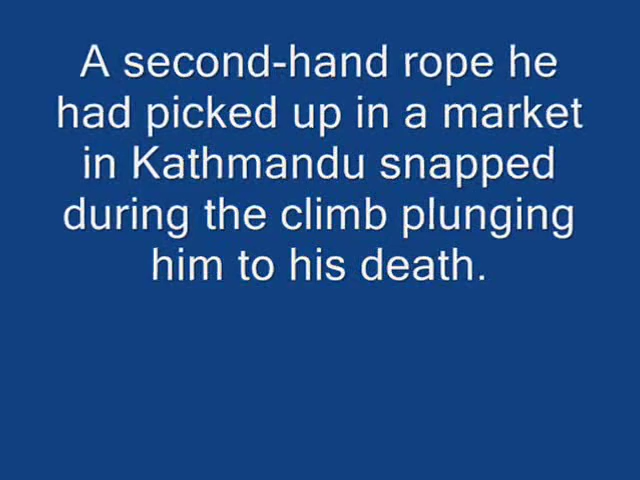 A second-hand rope he
had picked up in a market
in Kathmandu snapped
during the climb plunging
him to his death.